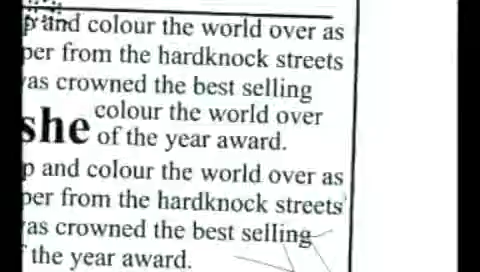 and colour the world over as
per from the hardknock streets
was crowned the best selling
she
colour the world over
of the year award.
p and colour the world over as
per from the hardknock streets
was crowned the best selling
the year award.